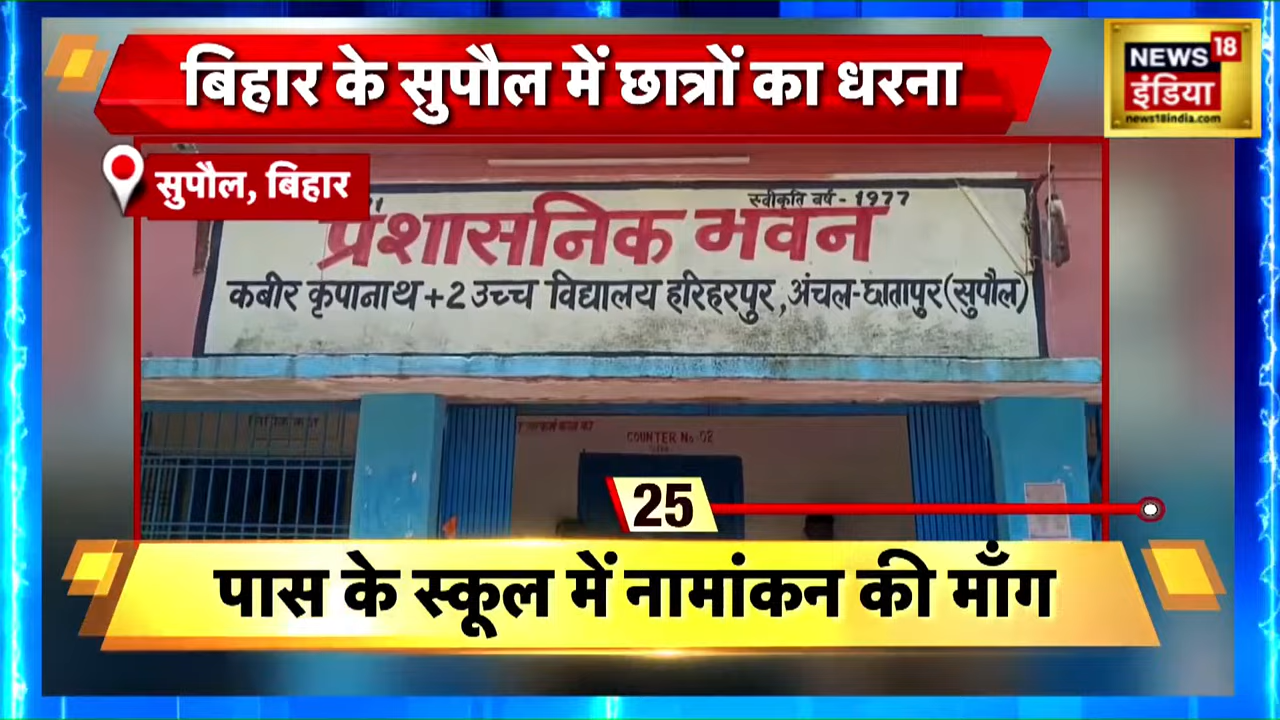 बिहार के सुपौल में छात्रों का धरना
NEWS 18
इंडिया
news18india.com
सुपौल, बिहार
स्वीकृति वर्ष - 1977
प्रशासनिक भवन
कबीर कृपानाथ +2 उच्च विद्यालय हरिहरपुर, अंचल-छातापुर (सुपौल)
COUNTER No-02
25
पास के स्कूल में नामांकन की माँग